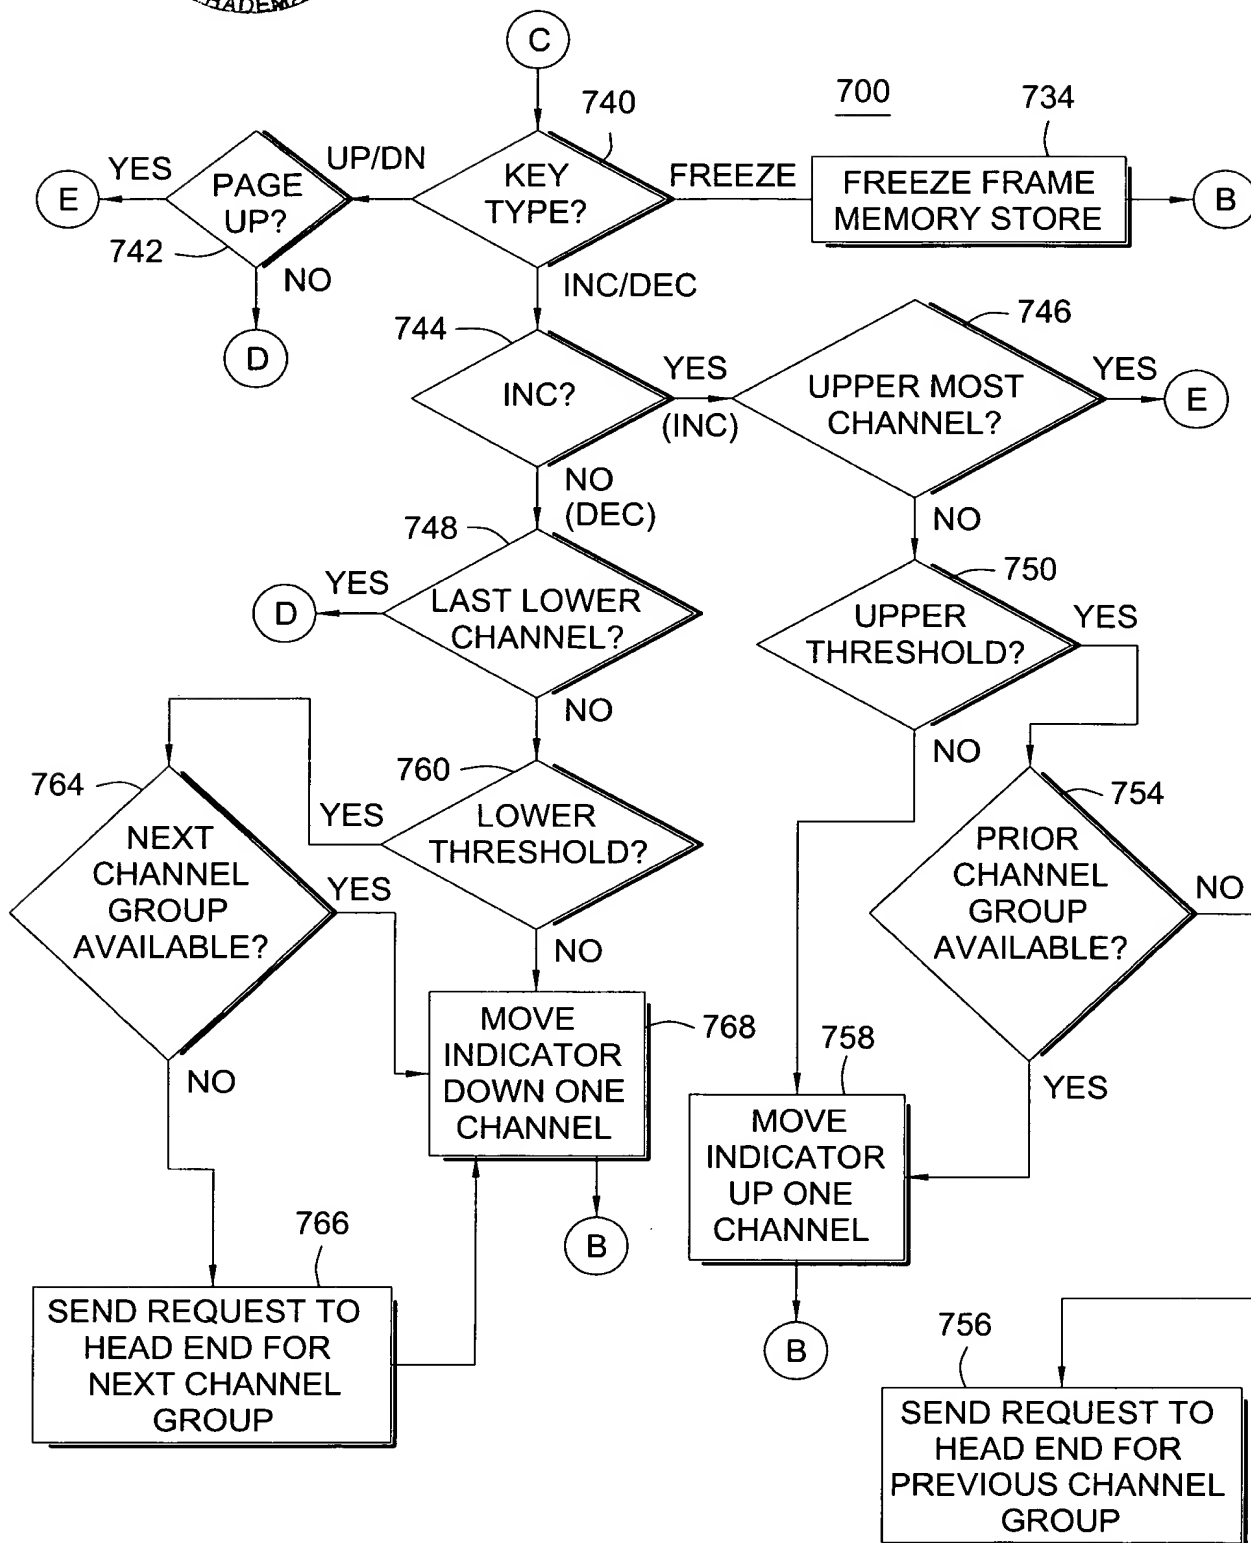 C
740
700
734
YES
UP/DN
KEY
TYPE?
FREEZE
FREEZE FRAME
MEMORY STORE
B
E
PAGE
UP?
742
NO
D
INC/DEC
744
INC?
YES
(INC)
746
UPPER MOST
CHANNEL?
YES
E
NO
(DEC)
NO
748
LAST LOWER
CHANNEL?
YES
D
750
UPPER
THRESHOLD?
YES
NO
NO
764
NEXT
CHANNEL
GROUP
AVAILABLE?
YES
760
LOWER
THRESHOLD?
YES
NO
754
PRIOR
CHANNEL
GROUP
AVAILABLE?
NO
YES
NO
MOVE
INDICATOR
DOWN ONE
CHANNEL
768
758
MOVE
INDICATOR
UP ONE
CHANNEL
B
B
766
SEND REQUEST TO
HEAD END FOR
NEXT CHANNEL
GROUP
756
SEND REQUEST TO
HEAD END FOR
PREVIOUS CHANNEL
GROUP